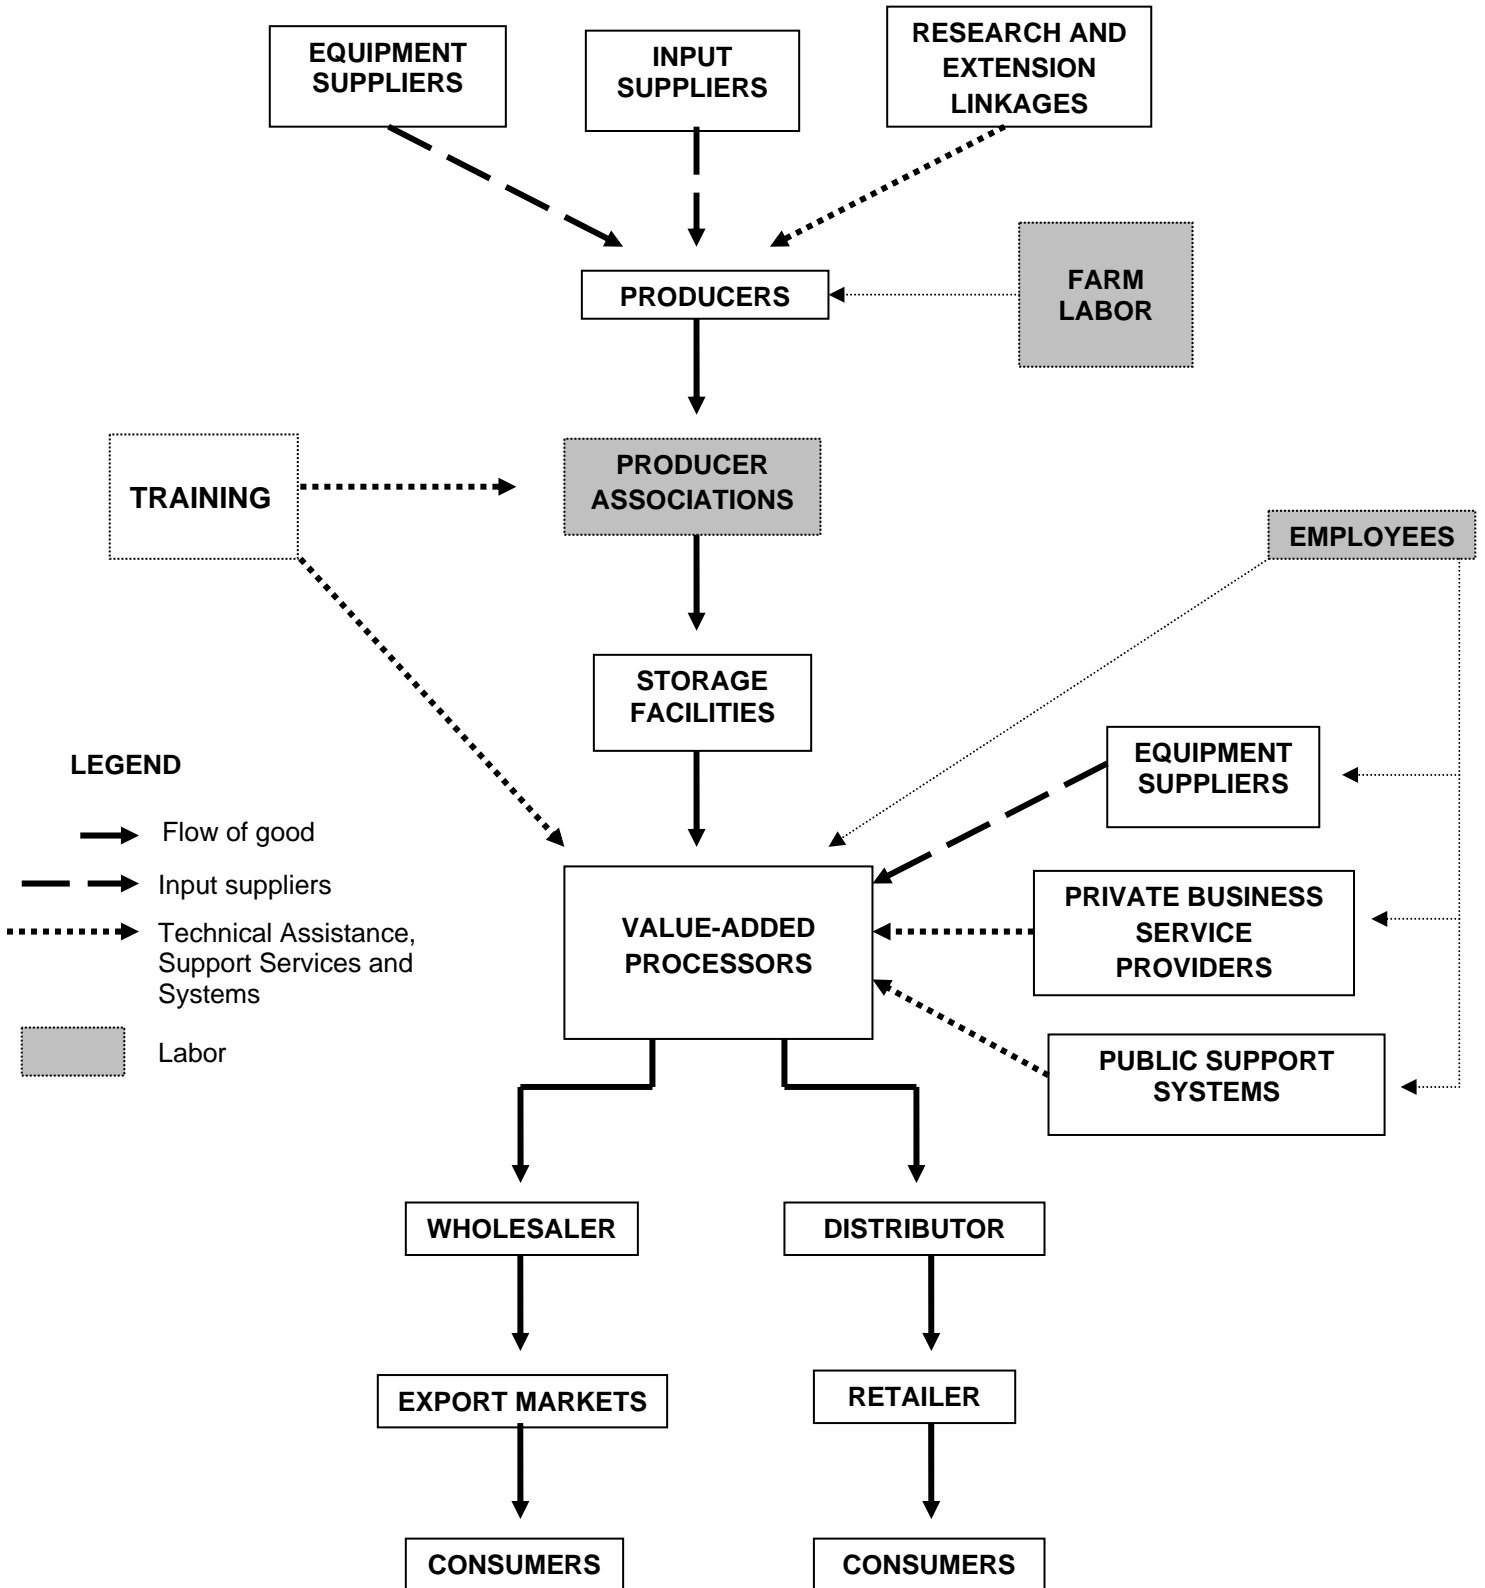 EQUIPMENT
SUPPLIERS
INPUT
SUPPLIERS
RESEARCH AND
EXTENSION
LINKAGES
PRODUCERS
FARM
LABOR
TRAINING
PRODUCER
ASSOCIATIONS
EMPLOYEES
STORAGE
FACILITIES
EQUIPMENT
SUPPLIERS
LEGEND
Flow of good
Input suppliers
Technical Assistance,
Support Services and
Systems
Labor
VALUE-ADDED
PROCESSORS
PRIVATE BUSINESS
SERVICE
PROVIDERS
PUBLIC SUPPORT
SYSTEMS
WHOLESALER
DISTRIBUTOR
EXPORT MARKETS
RETAILER
CONSUMERS
CONSUMERS